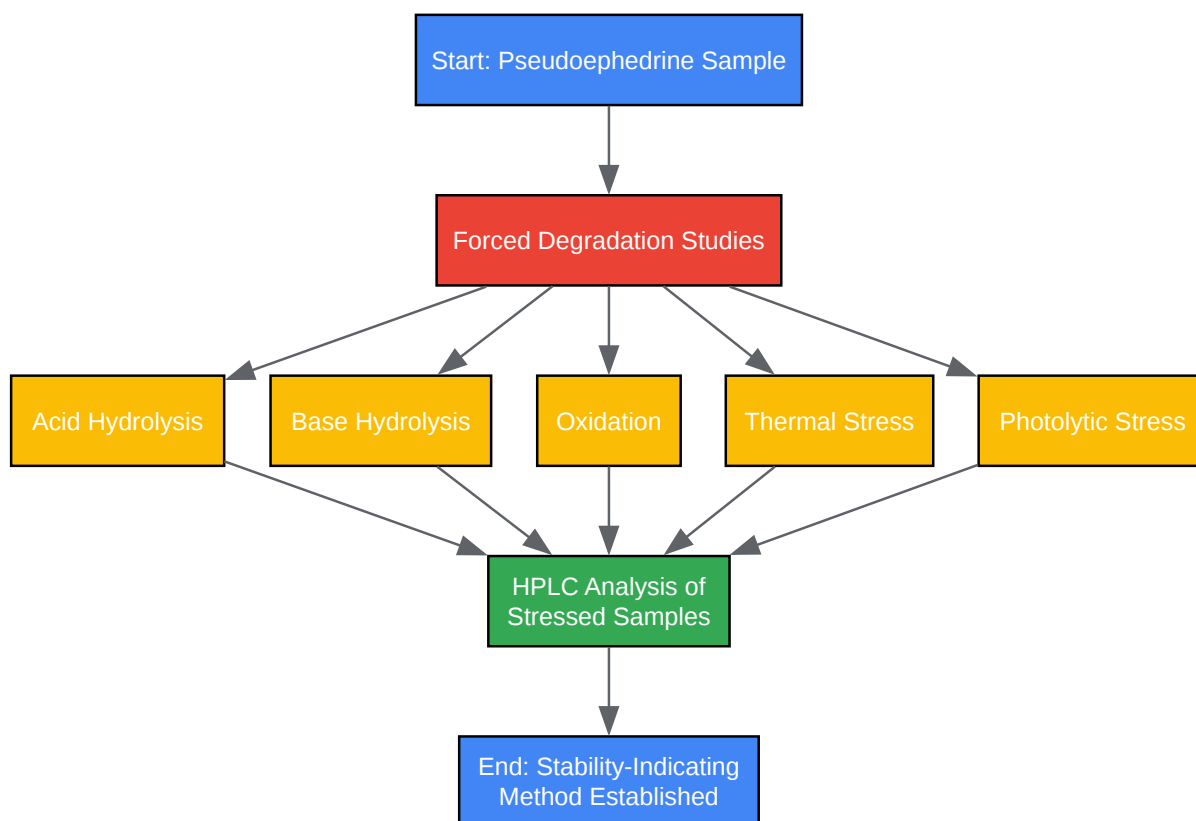 Start: Pseudoephedrine Sample
Forced Degradation Studies
Acid Hydrolysis
Base Hydrolysis
Oxidation
Thermal Stress
Photolytic Stress
HPLC Analysis of
Stressed Samples
End: Stability-Indicating
Method Established